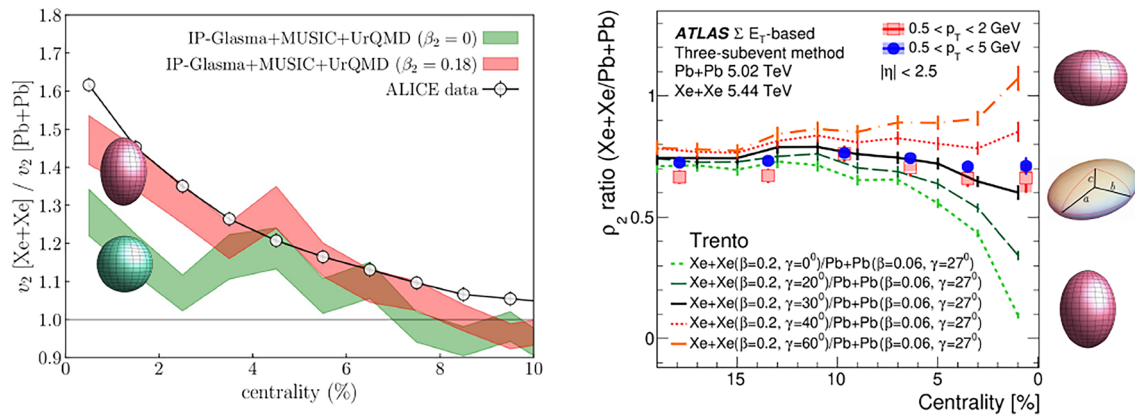 IP-Glasma+MUSIC+UrQMD (β₂ = 0)
IP-Glasma+MUSIC+UrQMD (β₂ = 0.18)
ALICE data
v₂ [Xe+Xe] / v₂ [Pb+Pb]
1.8
1.7
1.6
1.5
1.4
1.3
1.2
1.1
1.0
0.9
0 2 4 6 8 10
centrality (%)
ATLAS Σ E_T-based
Three-subevent method
Pb+Pb 5.02 TeV
Xe+Xe 5.44 TeV
0.5 < p_T < 2 GeV
0.5 < p_T < 5 GeV
|η| < 2.5
ρ₂ ratio (Xe+Xe/Pb+Pb)
1
0.5
0
Trento
Xe+Xe(β=0.2, γ=0⁰)/Pb+Pb(β=0.06, γ=27⁰)
Xe+Xe(β=0.2, γ=20⁰)/Pb+Pb(β=0.06, γ=27⁰)
Xe+Xe(β=0.2, γ=30⁰)/Pb+Pb(β=0.06, γ=27⁰)
Xe+Xe(β=0.2, γ=40⁰)/Pb+Pb(β=0.06, γ=27⁰)
Xe+Xe(β=0.2, γ=60⁰)/Pb+Pb(β=0.06, γ=27⁰)
15 10 5 0
Centrality [%]
c
a b